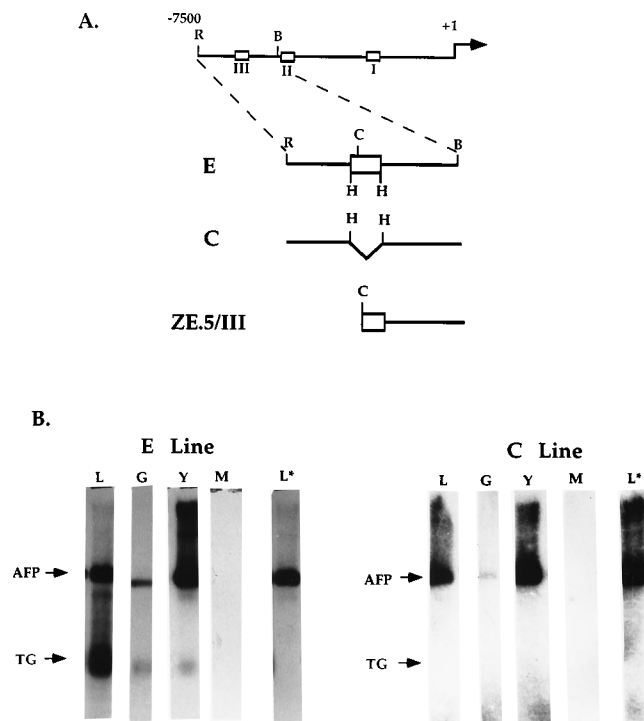 A.
-7500
+1
R
B
III
II
I
R
C
B
E
H
H
H
H
C
C
ZE.5/III
B.
E Line
C Line
L
G
Y
M
L*
L
G
Y
M
L*
AFP
AFP
TG
TG